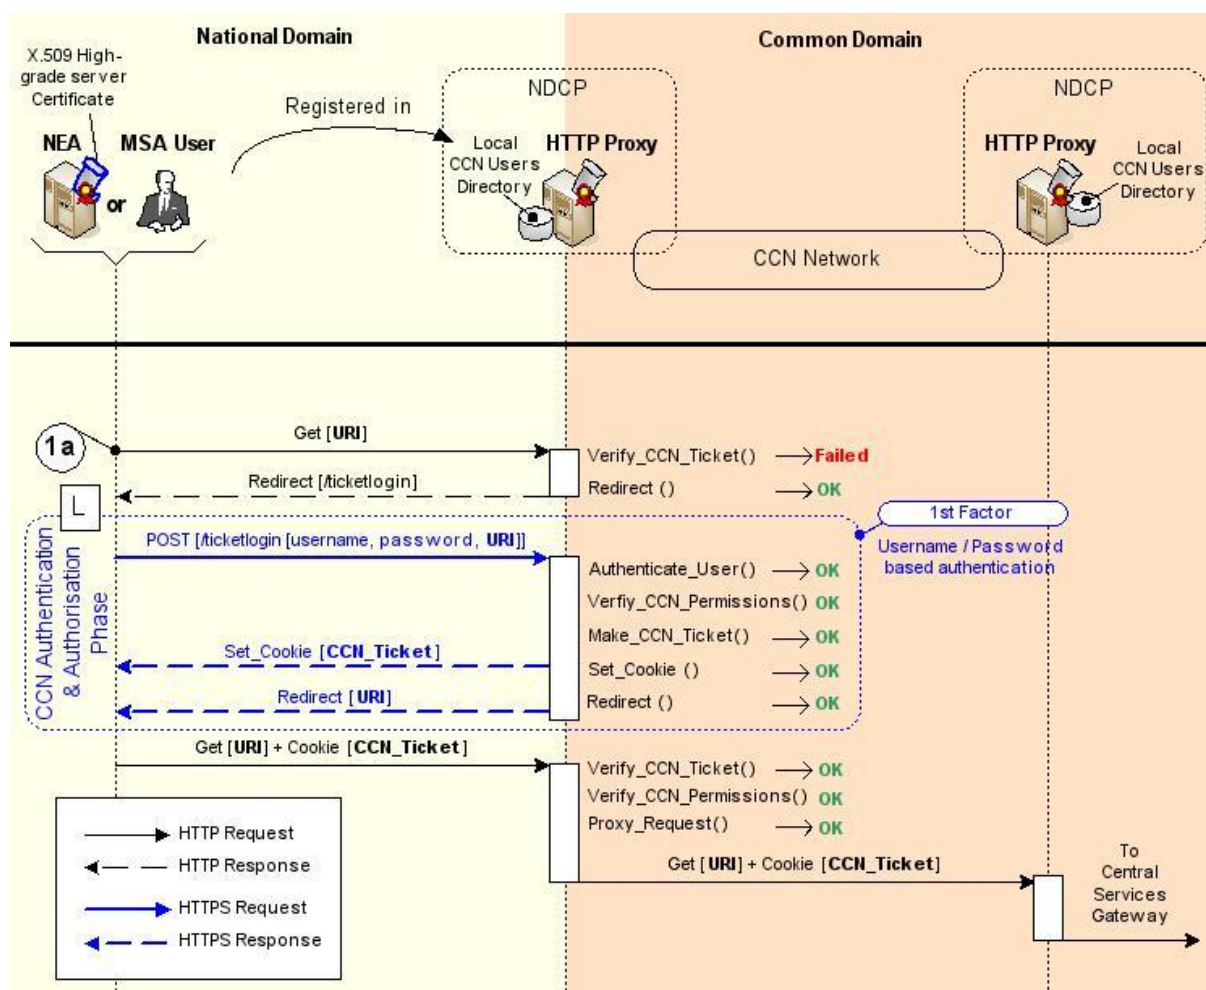 National Domain
Common Domain
X.509 High-
grade server
Certificate
NEA
or
MSA User
Registered in
NDCP
Local
CCN Users
Directory
HTTP Proxy
CCN Network
NDCP
HTTP Proxy
Local
CCN Users
Directory
1a
Get [URI]
Verify_CCN_Ticket() Failed
Redirect [/ticketlogin]
Redirect () OK
L
CCN Authentication
& Authorisation
Phase
1st Factor
Username / Password
based authentication
POST [/ticketlogin [username, password, URI]]
Authenticate_User() OK
Verfiy_CCN_Permissions() OK
Make_CCN_Ticket() OK
Set_Cookie [CCN_Ticket]
Set_Cookie () OK
Redirect [URI]
Redirect () OK
Get [URI] + Cookie [CCN_Ticket]
Verify_CCN_Ticket() OK
Verify_CCN_Permissions() OK
Proxy_Request() OK
Get [URI] + Cookie [CCN_Ticket]
To
Central
Services
Gateway
HTTP Request
HTTP Response
HTTPS Request
HTTPS Response